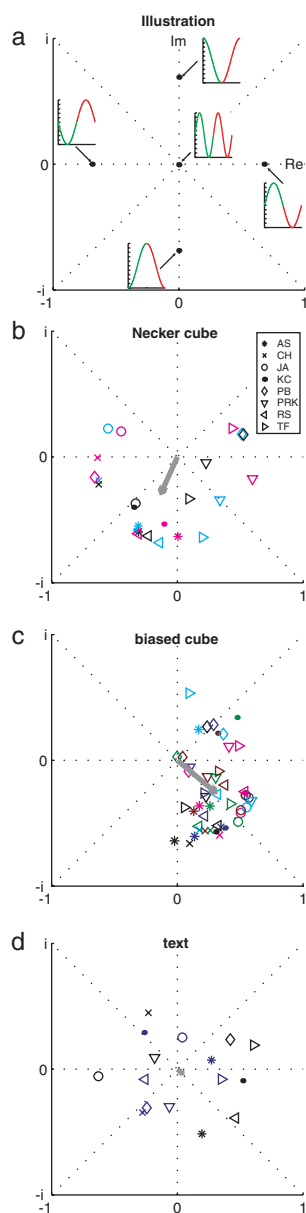 a
Illustration
i
Im
0
Re
-i
-1
0
1
b
Necker cube
i
AS
CH
JA
KC
PB
PRK
RS
TF
0
-i
-1
0
1
c
biased cube
i
0
-i
-1
0
1
d
text
i
0
-i
-1
0
1